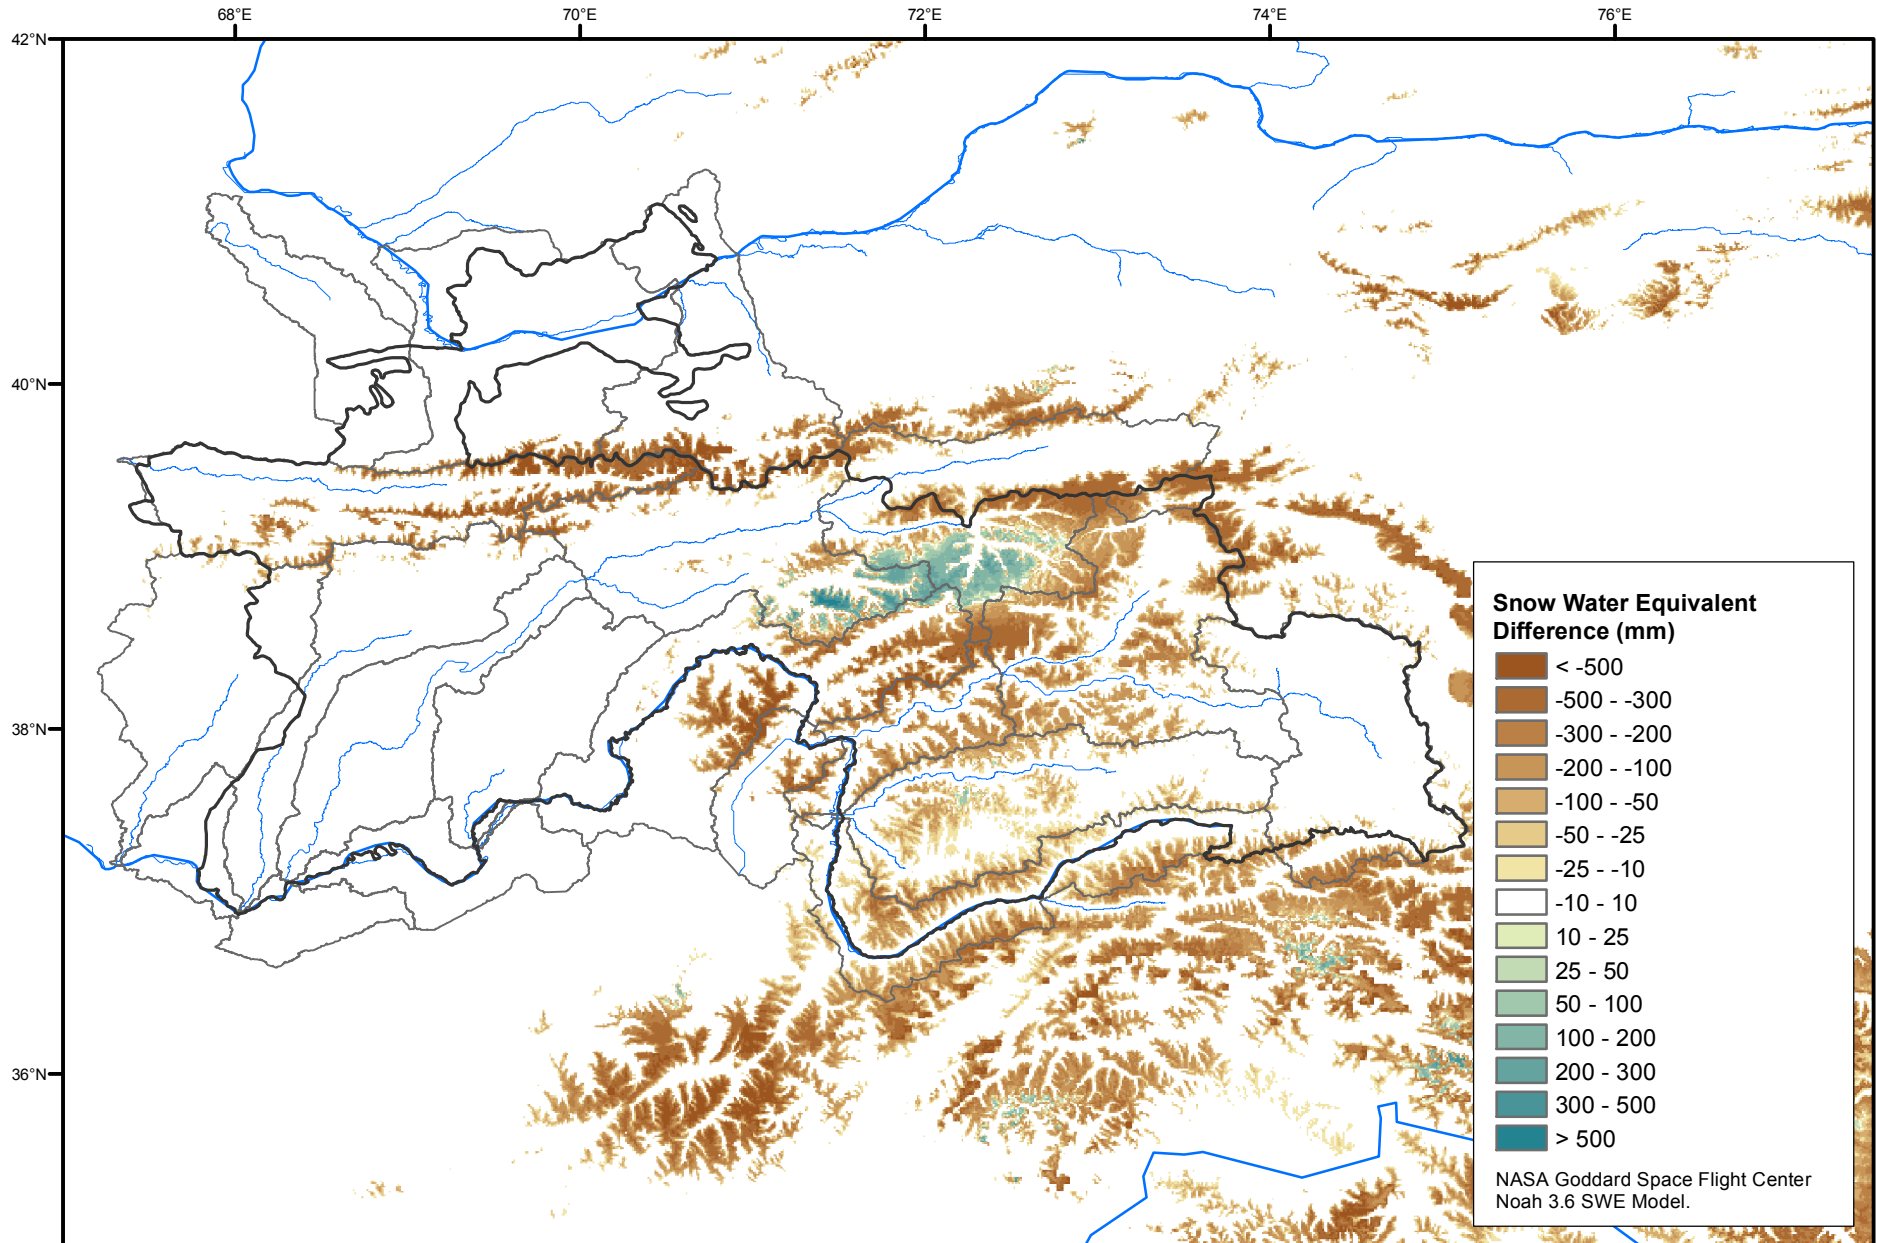 68°E 70°E 72°E 74°E 76°E
42°N
40°N
38°N
36°N
Snow Water Equivalent
Difference (mm)
< -500
-500 - -300
-300 - -200
-200 - -100
-100 - -50
-50 - -25
-25 - -10
-10 - 10
10 - 25
25 - 50
50 - 100
100 - 200
200 - 300
300 - 500
> 500
NASA Goddard Space Flight Center
Noah 3.6 SWE Model.